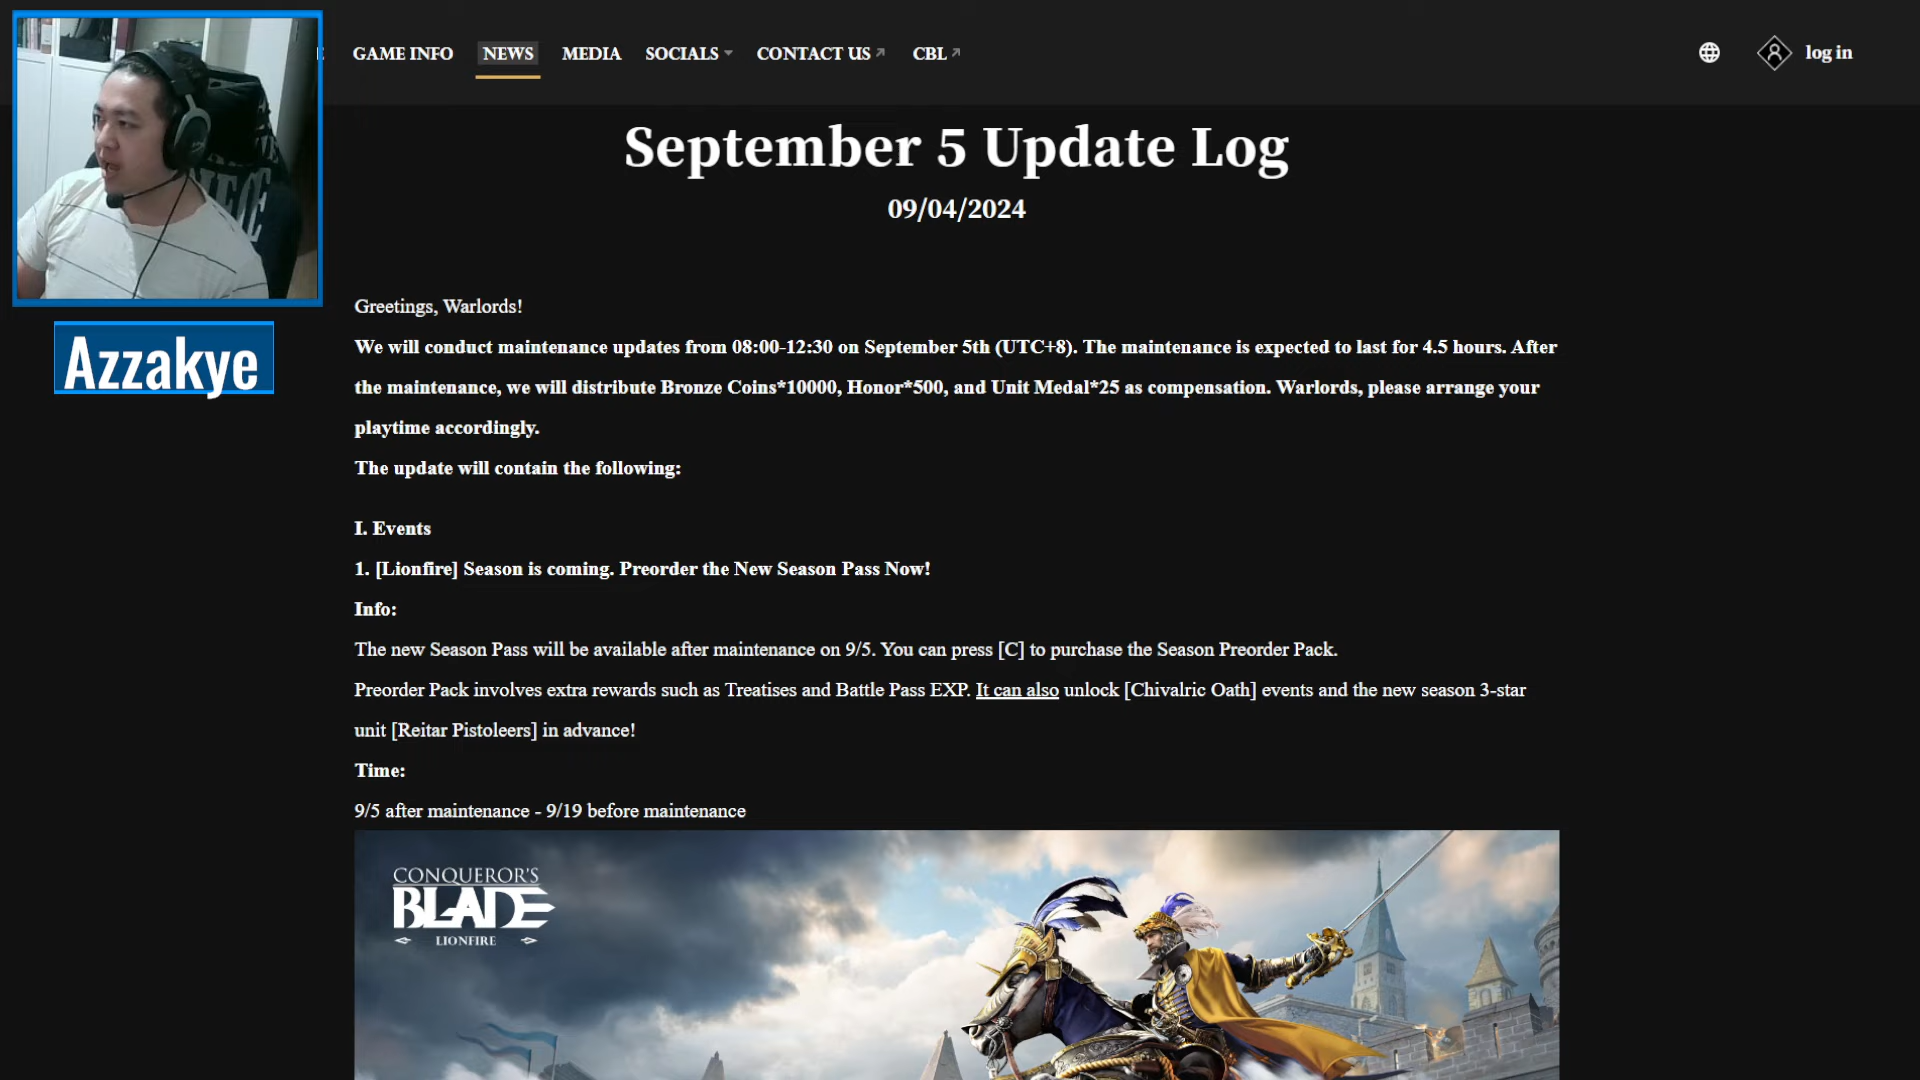 GAME INFO NEWS MEDIA SOCIALS CONTACT US CBL log in
September 5 Update Log
09/04/2024
Azzakye
Greetings, Warlords!
We will conduct maintenance updates from 08:00-12:30 on September 5th (UTC+8). The maintenance is expected to last for 4.5 hours. After
the maintenance, we will distribute Bronze Coins*10000, Honor*500, and Unit Medal*25 as compensation. Warlords, please arrange your
playtime accordingly.
The update will contain the following:
I. Events
1. [Lionfire] Season is coming. Preorder the New Season Pass Now!
Info:
The new Season Pass will be available after maintenance on 9/5. You can press [C] to purchase the Season Preorder Pack.
Preorder Pack involves extra rewards such as Treatises and Battle Pass EXP. It can also unlock [Chivalric Oath] events and the new season 3-star
unit [Reitar Pistoleers] in advance!
Time:
9/5 after maintenance - 9/19 before maintenance
CONQUEROR'S
BLADE
LIONFIRE